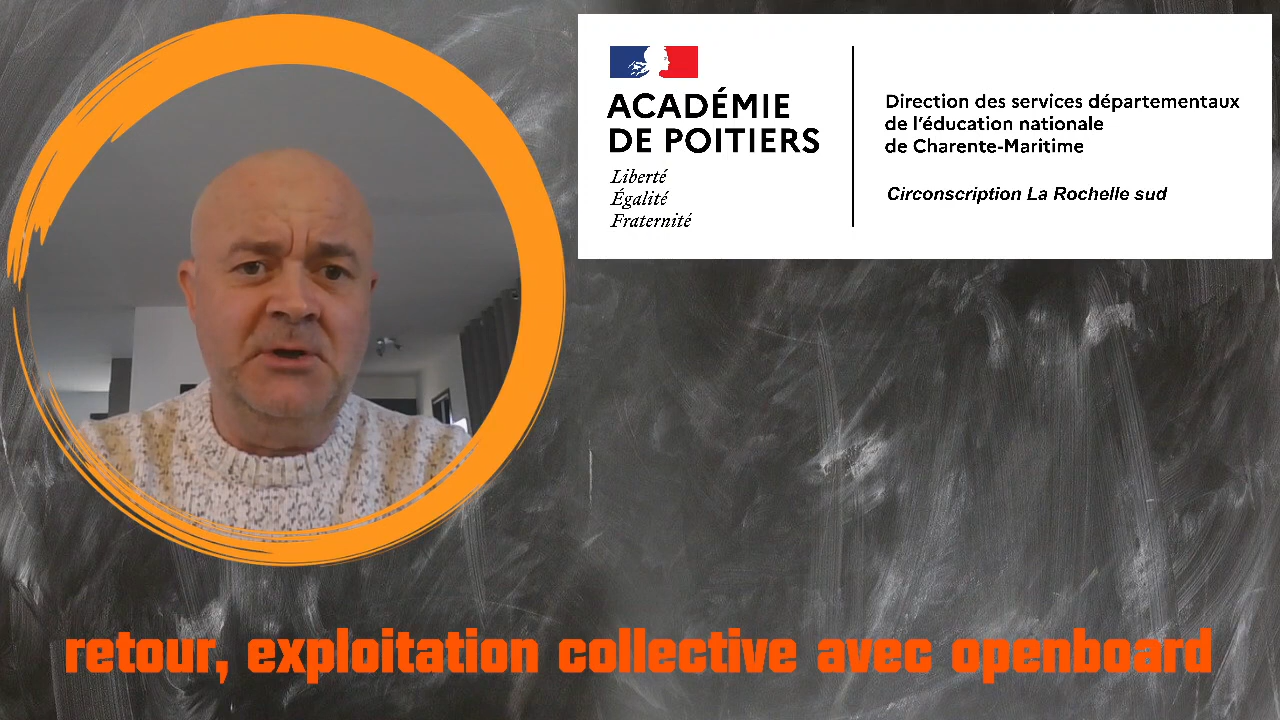 ACADÉMIE
DE POITIERS
Liberté
Égalité
Fraternité
Direction des services départementaux
de l'éducation nationale
de Charente-Maritime
Circonscription La Rochelle sud
retour, exploitation collective avec openboard